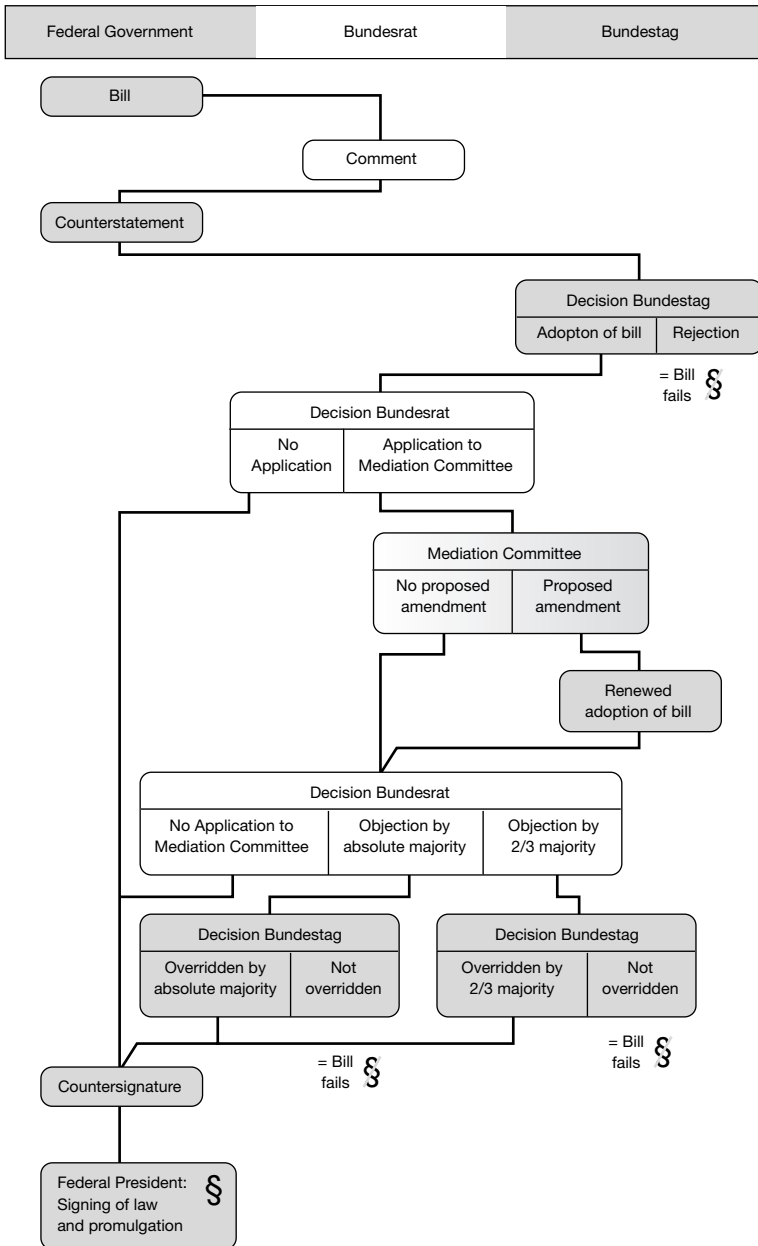 Federal Government
Bundesrat
Bundestag
Bill
Comment
Counterstatement
Decision Bundestag
Adopton of bill
Rejection
= Bill
fails
§
Decision Bundesrat
No
Application
Application to
Mediation Committee
Mediation Committee
No proposed
amendment
Proposed
amendment
Renewed
adoption of bill
Decision Bundesrat
No Application to
Mediation Committee
Objection by
absolute majority
Objection by
2/3 majority
Decision Bundestag
Overridden by
absolute majority
Not
overridden
Decision Bundestag
Overridden by
2/3 majority
Not
overridden
= Bill
fails
§
= Bill
fails
§
Countersignature
Federal President:
Signing of law
and promulgation
§